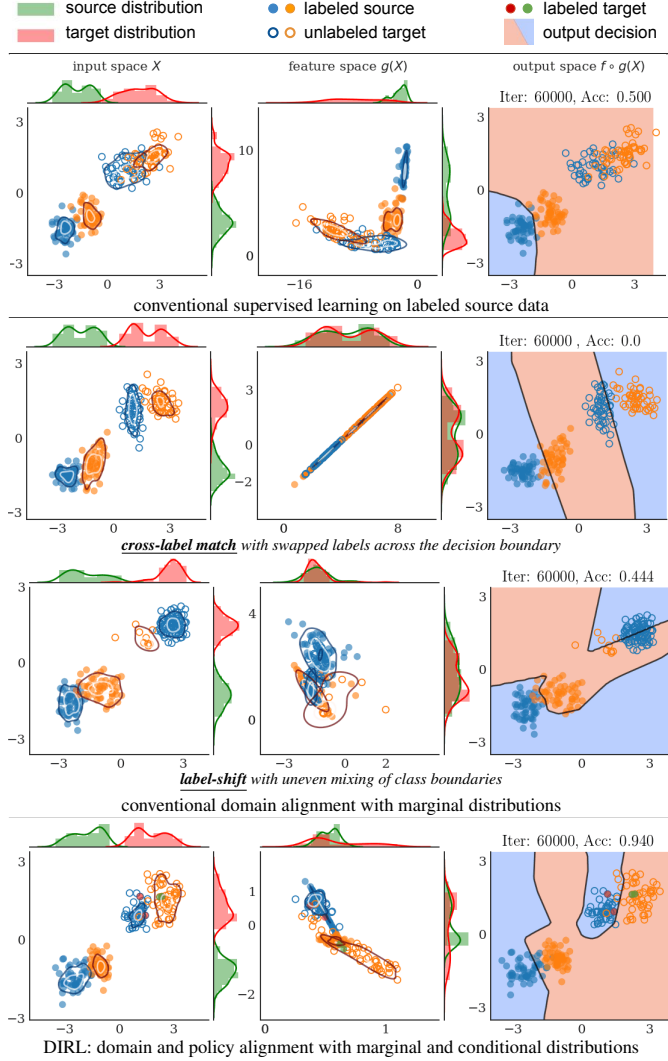 source distribution labeled source labeled target
target distribution unlabeled target output decision
input space X feature space g(X) output space f ∘ g(X)
Iter: 60000, Acc: 0.500
3
0
-3
10
0
3
0
-3
-3 0 3
−16 −4 0
-3 0 3
conventional supervised learning on labeled source data
Iter: 60000 , Acc: 0.0
3
0
-3
3
0
−2
3
0
-3
-3 0 3
0 8
-3 0 3
cross-label match with swapped labels across the decision boundary
Iter: 60000, Acc: 0.444
3
0
-3
4
0
3
0
-3
-3 0 3
−3 0 2
-3 0 3
label-shift with uneven mixing of class boundaries
conventional domain alignment with marginal distributions
Iter: 60000, Acc: 0.940
3
0
-3
1
0
−2
3
0
-3
-3 0 3
0 1
-3 0 3
DIRL: domain and policy alignment with marginal and conditional distributions